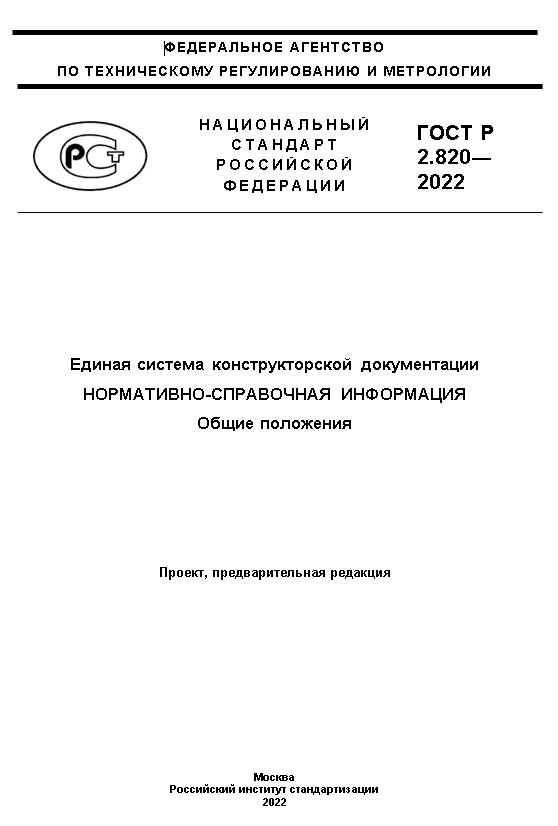 ФЕДЕРАЛЬНОЕ АГЕНТСТВО
ПО ТЕХНИЧЕСКОМУ РЕГУЛИРОВАНИЮ И МЕТРОЛОГИИ
РСТ
НАЦИОНАЛЬНЫЙ
СТАНДАРТ
РОССИЙСКОЙ
ФЕДЕРАЦИИ
ГОСТ Р
2.820—
2022
Единая система конструкторской документации
НОРМАТИВНО-СПРАВОЧНАЯ ИНФОРМАЦИЯ
Общие положения
Проект, предварительная редакция
Москва
Российский институт стандартизации
2022